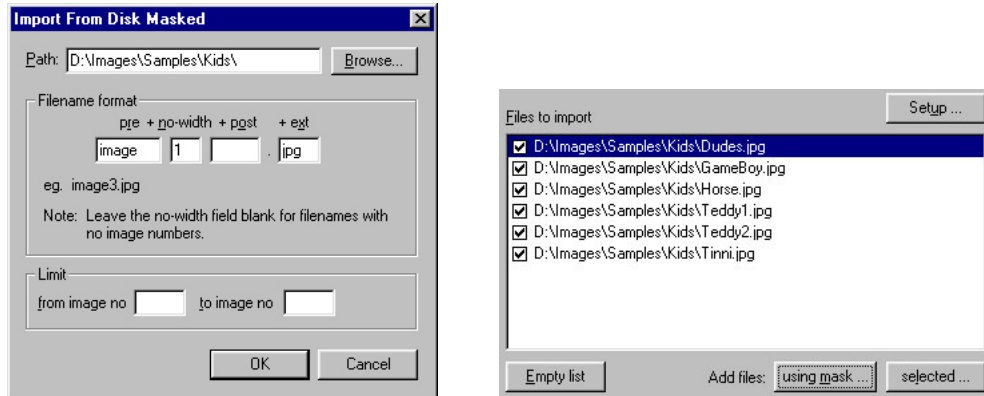 Import From Disk Masked
Path: D:\Images\Samples\Kids\ Browse...
Filename format
pre + no-width + post + ext
image 1 . jpg
eg. image3.jpg
Note: Leave the no-width field blank for filenames with
no image numbers.
Limit
from image no to image no
OK Cancel
Setup ...
Files to import
D:\Images\Samples\Kids\Dudes.jpg
D:\Images\Samples\Kids\GameBoy.jpg
D:\Images\Samples\Kids\Horse.jpg
D:\Images\Samples\Kids\Teddy1.jpg
D:\Images\Samples\Kids\Teddy2.jpg
D:\Images\Samples\Kids\Tinni.jpg
Empty list Add files: using mask ... selected ...